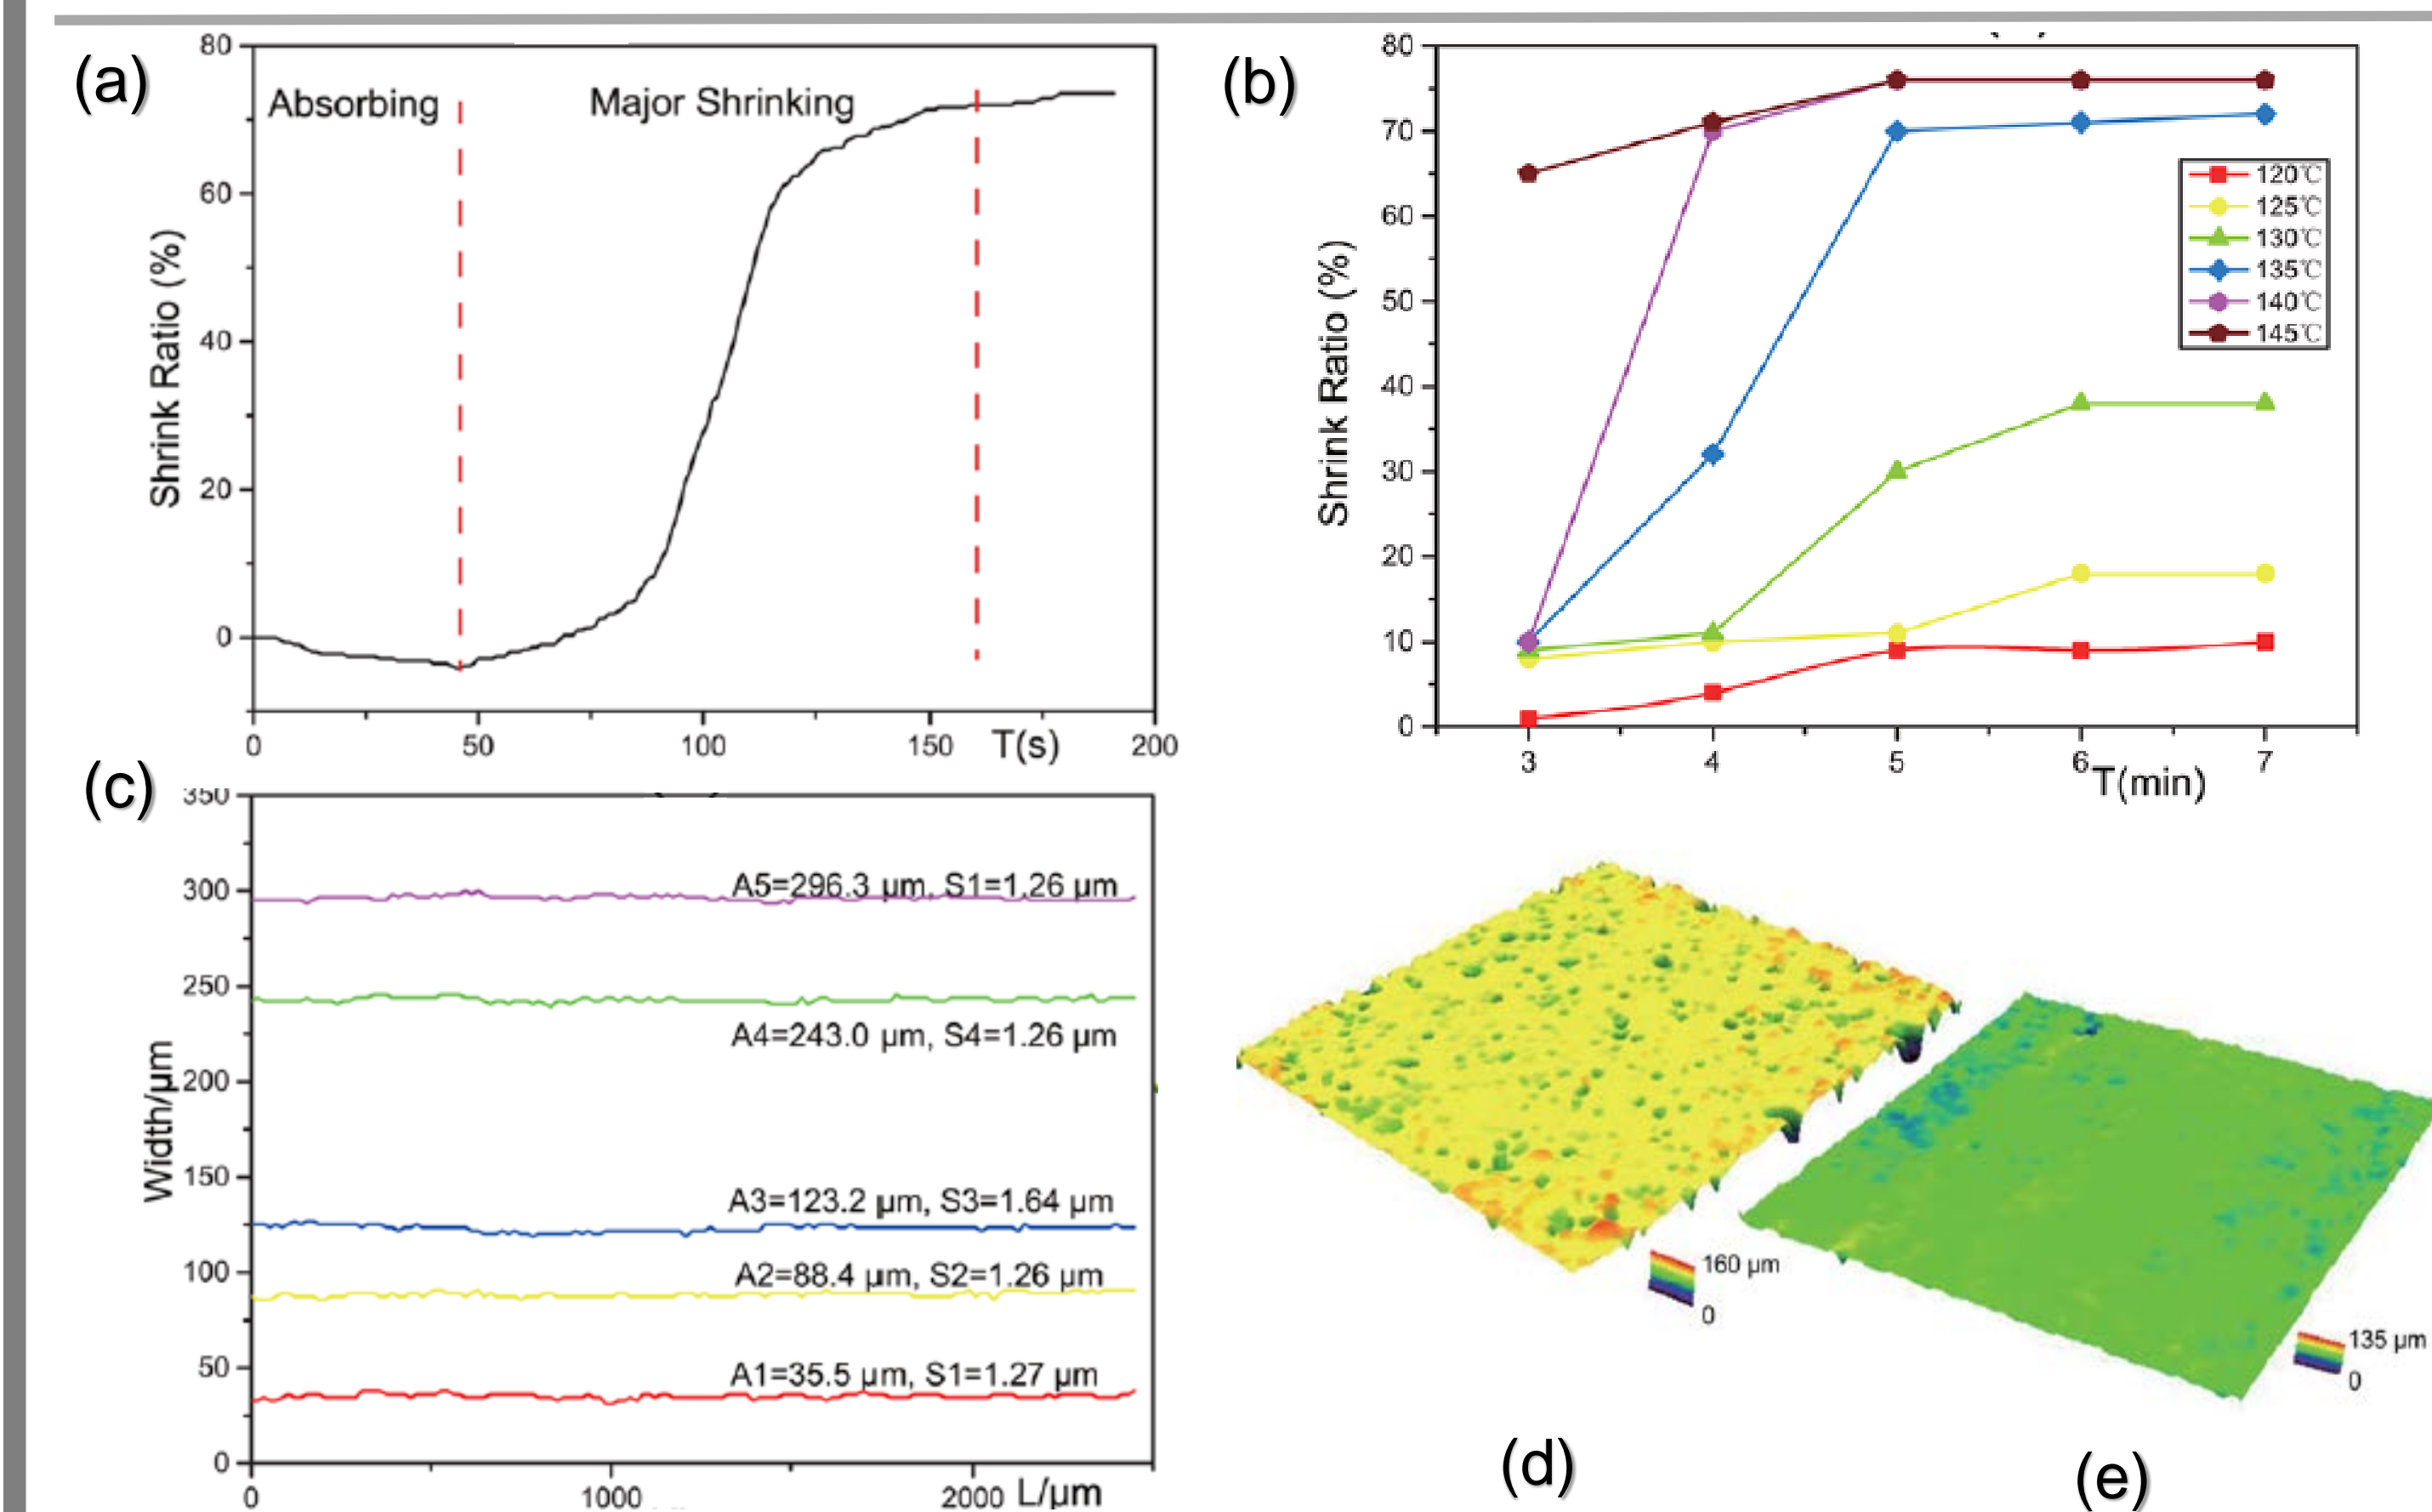 (a)
80
60
40
20
0
Shrink Ratio (%)
Absorbing
Major Shrinking
0 50 100 150 T(s) 200
(b)
80
70
60
50
40
30
20
10
0
Shrink Ratio (%)
120℃
125℃
130℃
135℃
140℃
145℃
3 4 5 6 7
T(min)
(c)
350
300
250
200
150
100
50
0
Width/μm
A5=296.3 μm, S1=1.26 μm
A4=243.0 μm, S4=1.26 μm
A3=123.2 μm, S3=1.64 μm
A2=88.4 μm, S2=1.26 μm
A1=35.5 μm, S1=1.27 μm
0 1000 2000 L/μm
160 μm
0
135 μm
0
(d)
(e)